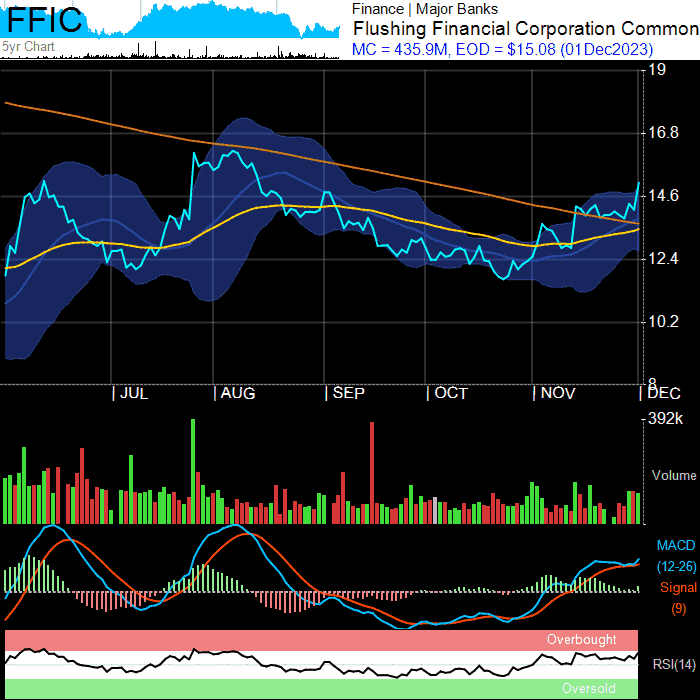 FFIC
5yr Chart
Finance | Major Banks
Flushing Financial Corporation Common
MC = 435.9M, EOD = $15.08 (01Dec2023)
19
16.8
14.6
12.4
10.2
8
JUL
AUG
SEP
OCT
NOV
DEC
392k
Volume
MACD
(12-26)
Signal
(9)
Overbought
RSI(14)
Oversold